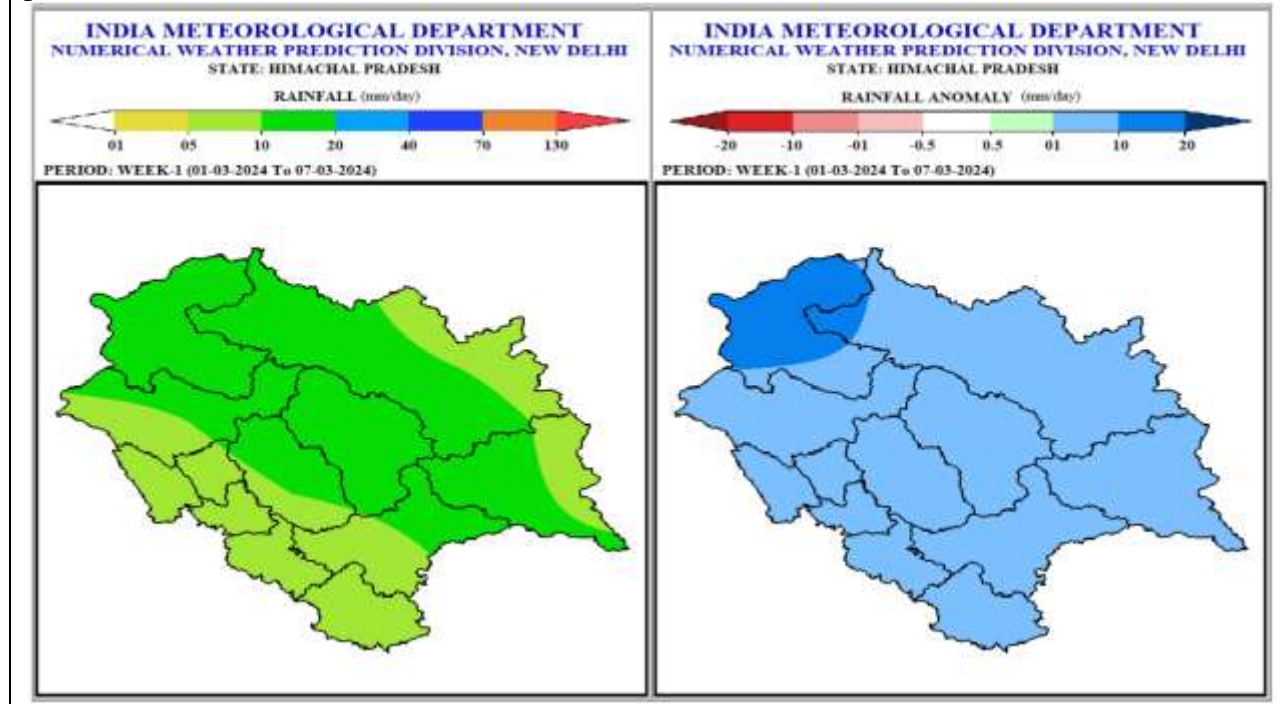 INDIA METEOROLOGICAL DEPARTMENT
NUMERICAL WEATHER PREDICTION DIVISION, NEW DELHI
STATE: HIMACHAL PRADESH
RAINFALL (mm/day)
01 05 10 20 40 70 130
PERIOD: WEEK-1 (01-03-2024 To 07-03-2024)
INDIA METEOROLOGICAL DEPARTMENT
NUMERICAL WEATHER PREDICTION DIVISION, NEW DELHI
STATE: HIMACHAL PRADESH
RAINFALL ANOMALY (mm/day)
-20 -10 -01 -0.5 0.5 01 10 20
PERIOD: WEEK-1 (01-03-2024 To 07-03-2024)